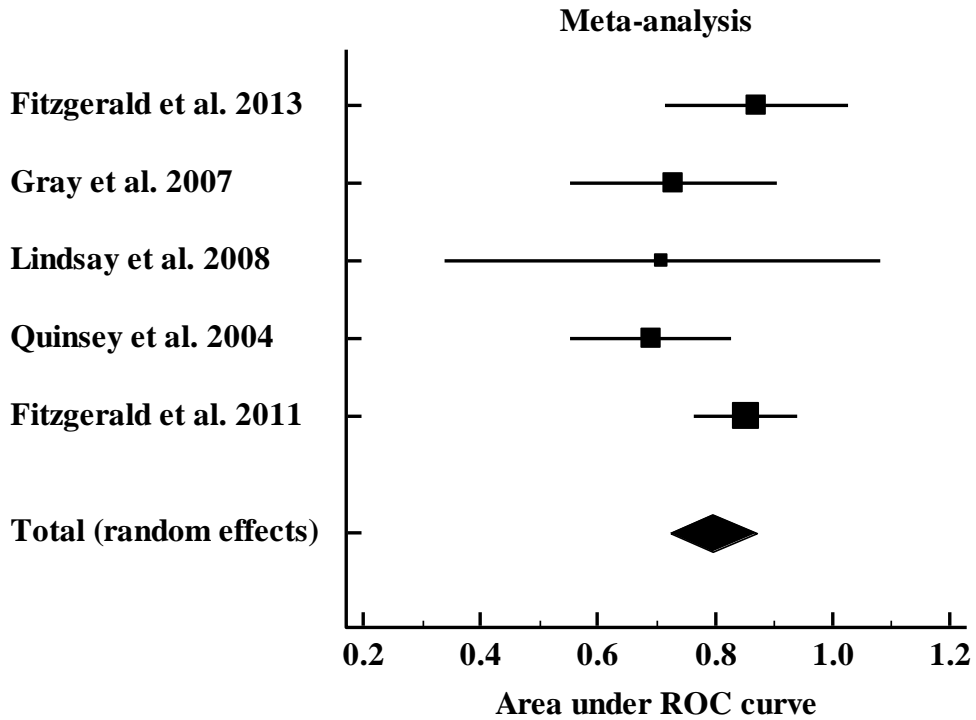 Meta-analysis
Fitzgerald et al. 2013
Gray et al. 2007
Lindsay et al. 2008
Quinsey et al. 2004
Fitzgerald et al. 2011
Total (random effects)
0.2 0.4 0.6 0.8 1.0 1.2
Area under ROC curve